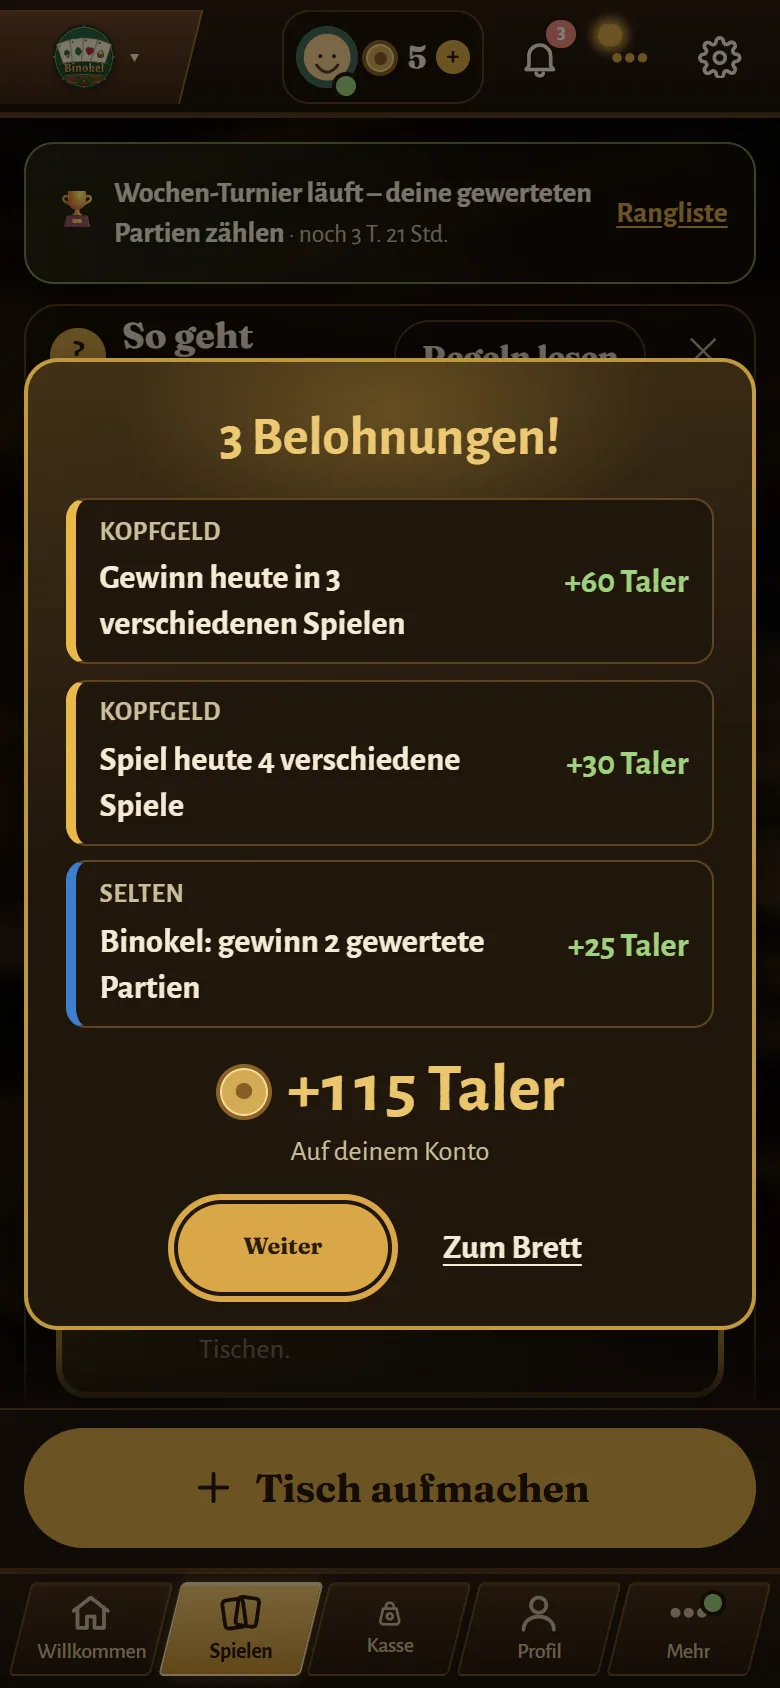 Binokel
5
+
3
Wochen-Turnier läuft – deine gewerteten
Partien zählen · noch 3 T. 21 Std.
Rangliste
?
So geht
Regeln lesen
3 Belohnungen!
KOPFGELD
Gewinn heute in 3
verschiedenen Spielen
+60 Taler
KOPFGELD
Spiel heute 4 verschiedene
Spiele
+30 Taler
SELTEN
Binokel: gewinn 2 gewertete
Partien
+25 Taler
+115 Taler
Auf deinem Konto
Weiter
Zum Brett
Tischen.
+ Tisch aufmachen
Willkommen
Spielen
Kasse
Profil
Mehr